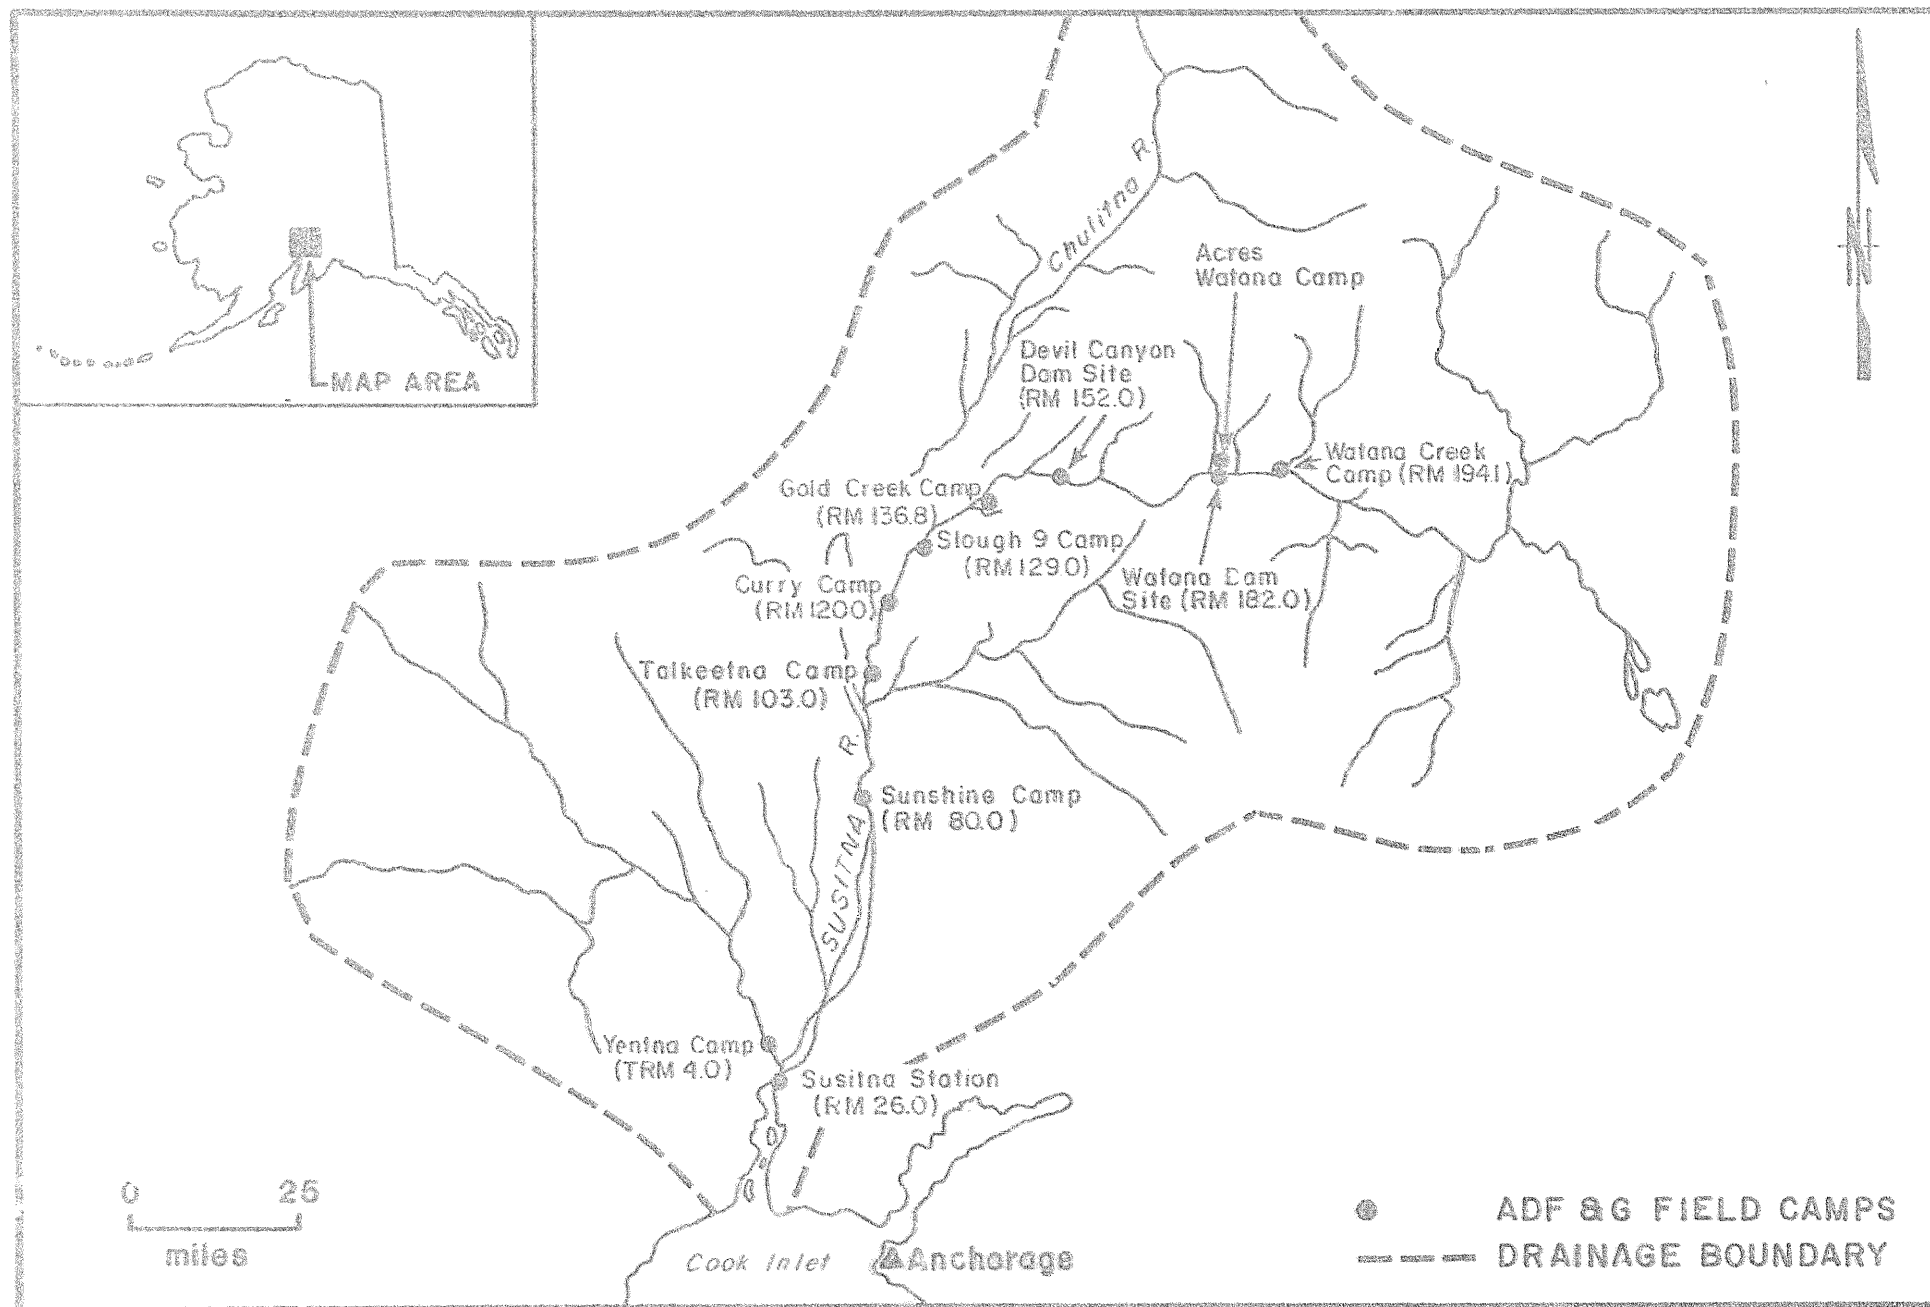 MAP AREA
Chulitna R.
Acres
Watana Camp
Devil Canyon
Dam Site
(RM 152.0)
Watana Creek
Camp (RM 194.1)
Gold Creek Camp
(RM 136.8)
Slough 9 Camp
(RM 129.0)
Watana Dam
Site (RM 182.0)
Curry Camp
(RM 120.0)
Talkeetna Camp
(RM 103.0)
SUSITNA R.
Sunshine Camp
(RM 80.0)
Yentna Camp
(TRM 4.0)
Susitna Station
(RM 26.0)
0 25
miles
Cook Inlet
Anchorage
ADF & G FIELD CAMPS
DRAINAGE BOUNDARY